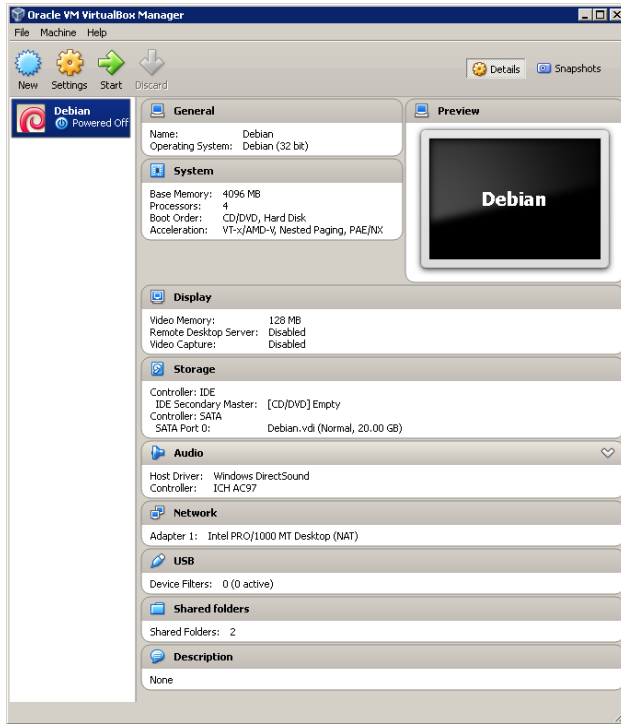 Oracle VM VirtualBox Manager
File Machine Help
New Settings Start Discard
Details Snapshots
Debian
Powered Off
General
Name: Debian
Operating System: Debian (32 bit)
Preview
Debian
System
Base Memory: 4096 MB
Processors: 4
Boot Order: CD/DVD, Hard Disk
Acceleration: VT-x/AMD-V, Nested Paging, PAE/NX
Display
Video Memory: 128 MB
Remote Desktop Server: Disabled
Video Capture: Disabled
Storage
Controller: IDE
IDE Secondary Master: [CD/DVD] Empty
Controller: SATA
SATA Port 0: Debian.vdi (Normal, 20.00 GB)
Audio
Host Driver: Windows DirectSound
Controller: ICH AC97
Network
Adapter 1: Intel PRO/1000 MT Desktop (NAT)
USB
Device Filters: 0 (0 active)
Shared folders
Shared Folders: 2
Description
None